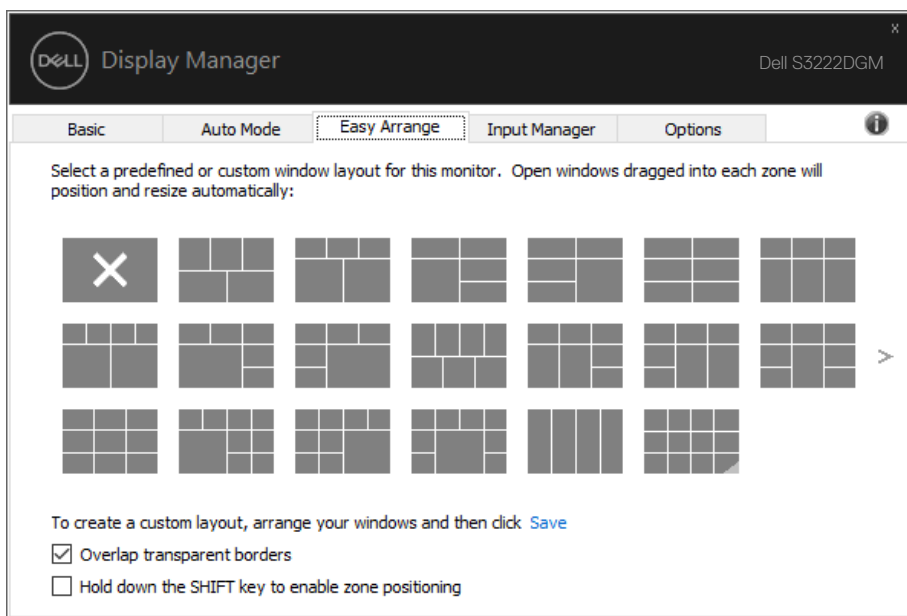 x
DELL Display Manager
Dell S3222DGM
Basic Auto Mode Easy Arrange Input Manager Options
Select a predefined or custom window layout for this monitor. Open windows dragged into each zone will
position and resize automatically:
To create a custom layout, arrange your windows and then click Save
Overlap transparent borders
Hold down the SHIFT key to enable zone positioning